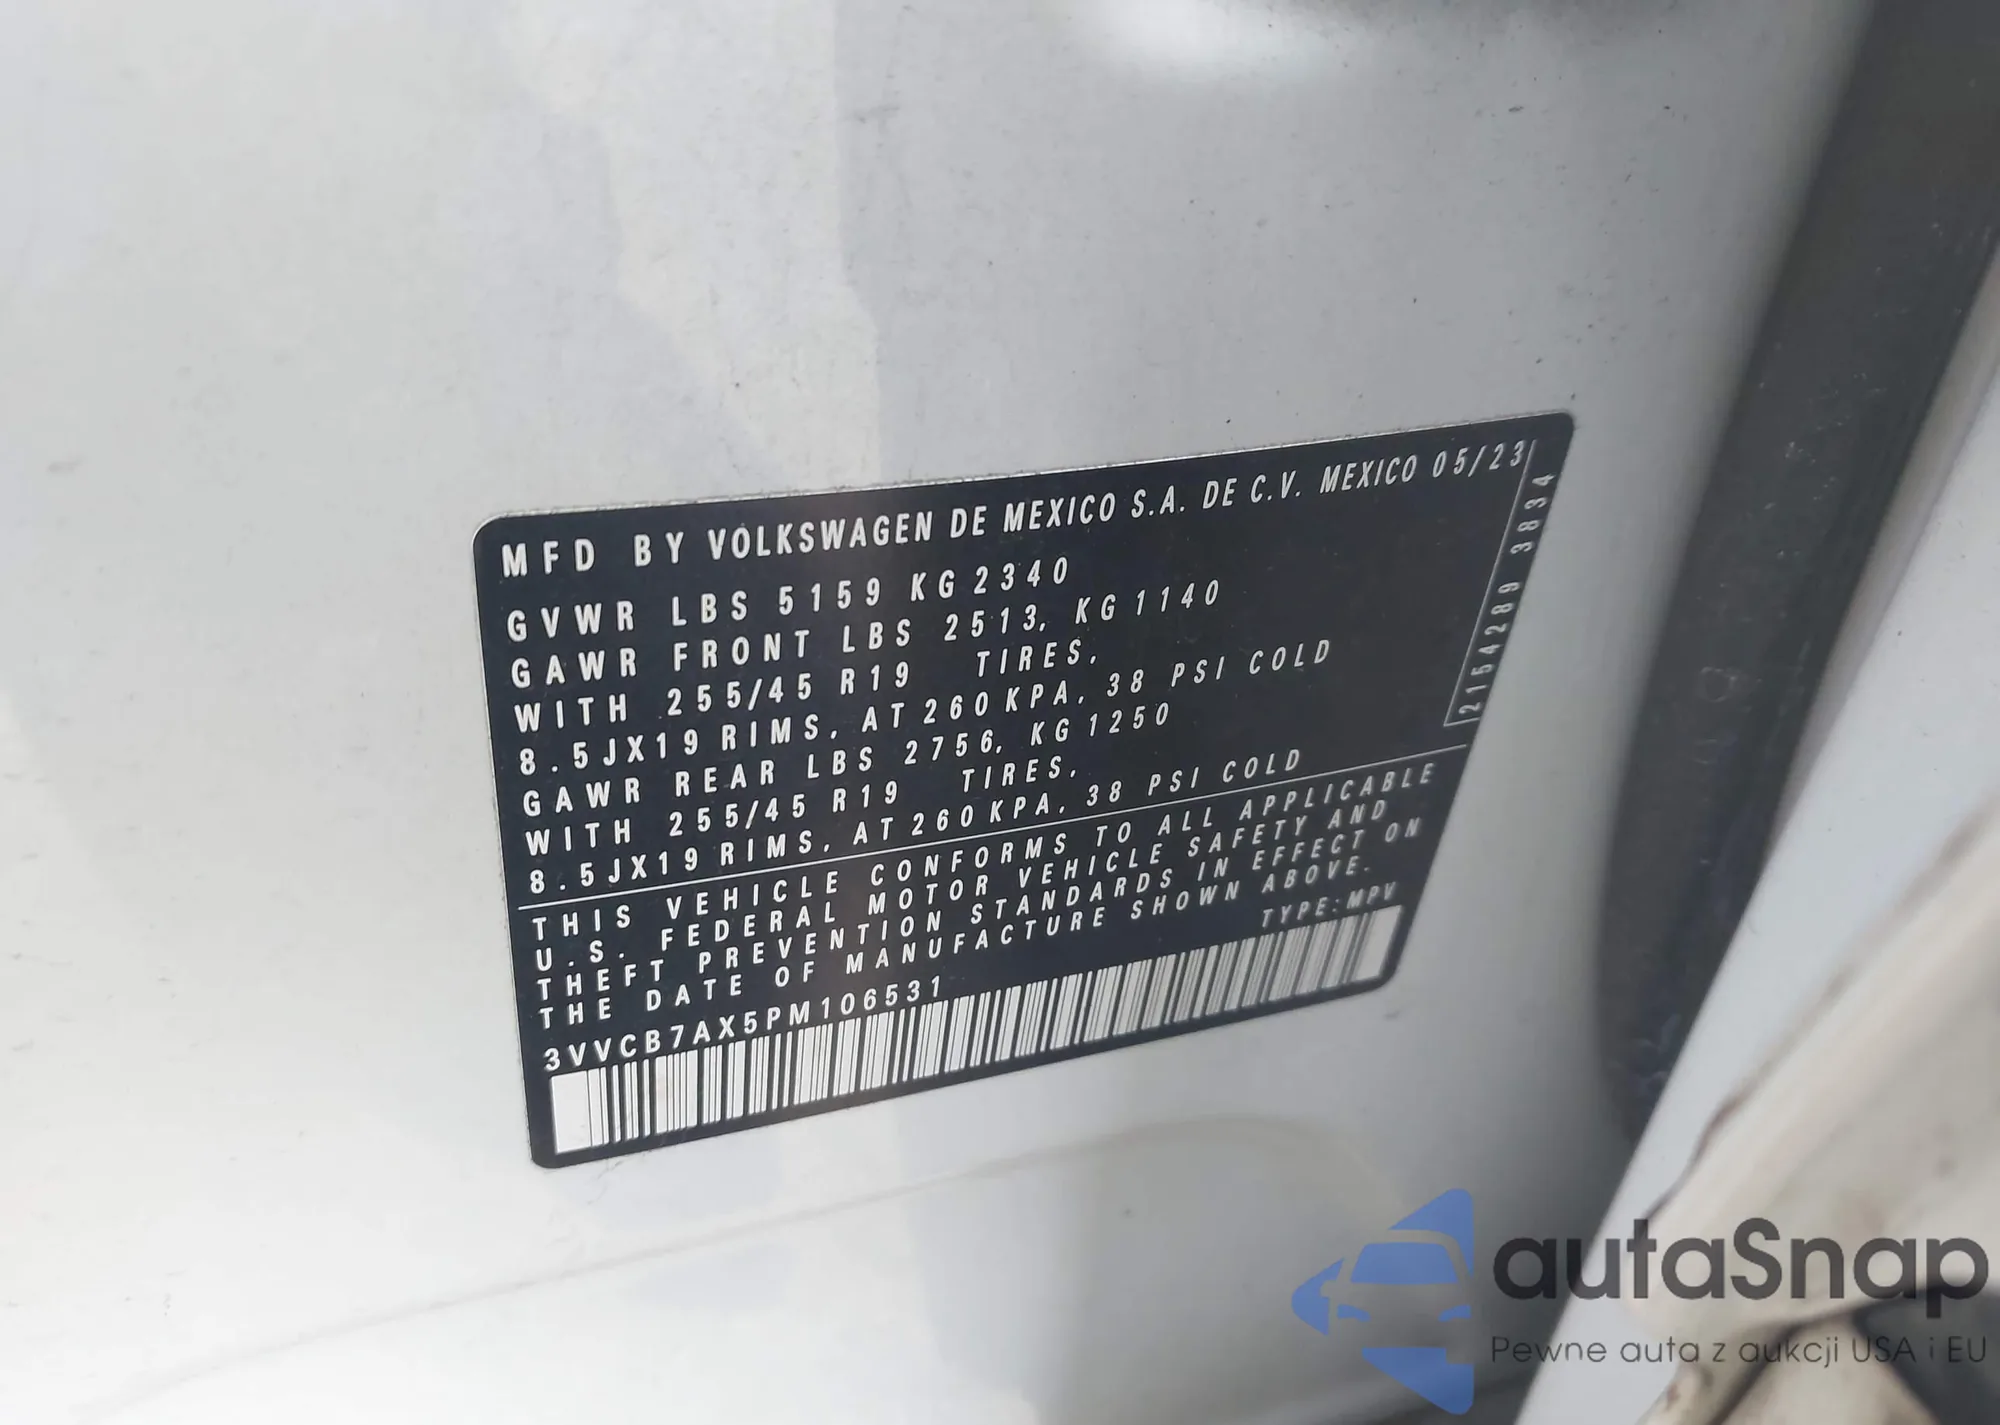 MFD BY VOLKSWAGEN DE MEXICO S.A. DE C.V. MEXICO 05/23
GVWR LBS 5159 KG 2340
GAWR FRONT LBS 2513, KG 1140
WITH 255/45 R19 TIRES,
8.5JX19 RIMS, AT 260 KPA, 38 PSI COLD
GAWR REAR LBS 2756, KG 1250
WITH 255/45 R19 TIRES,
8.5JX19 RIMS, AT 260 KPA, 38 PSI COLD
2154289 3834
THIS VEHICLE CONFORMS TO ALL APPLICABLE
U.S. FEDERAL MOTOR VEHICLE SAFETY AND
THEFT PREVENTION STANDARDS IN EFFECT ON
THE DATE OF MANUFACTURE SHOWN ABOVE.
TYPE: MPV
3VVCB7AX5PM106531
autaSnap
Pewne auta z aukcji USA i EU